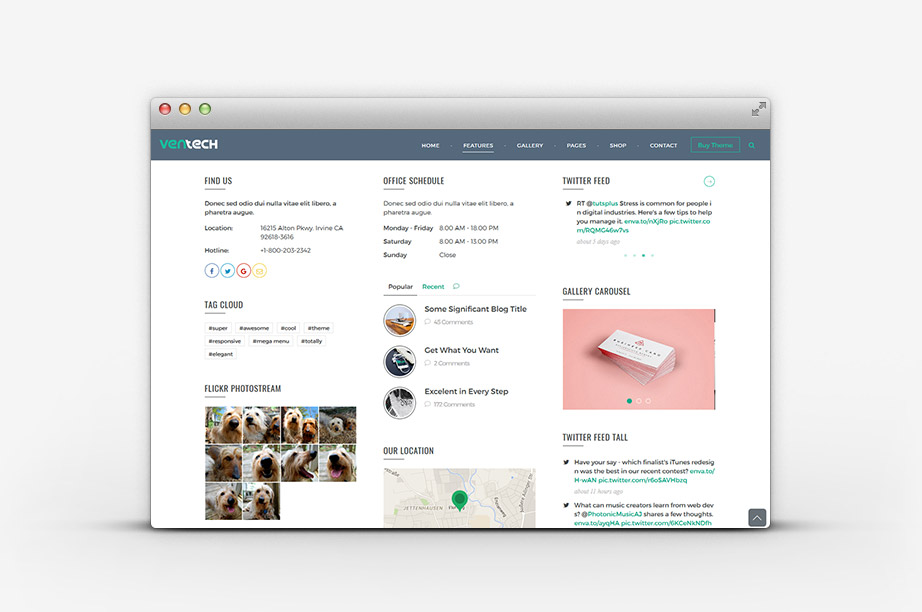 ventech
HOME
FEATURES
GALLERY
PAGES
SHOP
CONTACT
Buy Theme
FIND US
Donec sed odio dui nulla vitae elit libero, a
pharetra augue.
Location: 16215 Alton Pkwy. Irvine CA
92618-3616
Hotline: +1-800-203-2342
TAG CLOUD
#super #awesome #cool #theme
#responsive #mega menu #totally
#elegant
FLICKR PHOTOSTREAM
OFFICE SCHEDULE
Donec sed odio dui nulla vitae elit libero, a
pharetra augue.
Monday - Friday 8:00 AM - 18:00 PM
Saturday 8:00 AM - 13:00 PM
Sunday Close
Popular Recent
Some Significant Blog Title
43 Comments
Get What You Want
2 Comments
Excelent in Every Step
172 Comments
OUR LOCATION
JETTENHAUSEN
TWITTER FEED
RT @tutsplus Stress is common for people i
n digital industries. Here's a few tips to help
you manage it. enva.to/nXjRo pic.twitter.co
m/RQMG46w7vs
about 5 days ago
GALLERY CAROUSEL
BUSINESS CARD
TWITTER FEED TALL
Have your say - which finalist's iTunes redesig
n was the best in our recent contest? enva.to/
H-wAN pic.twitter.com/r6oSAVHbzq
about 11 hours ago
What can music creators learn from web dev
s? @PhotonicMusicAJ shares a few thoughts.
enva.to/ayqHA pic.twitter.com/6KCeNkNDfh